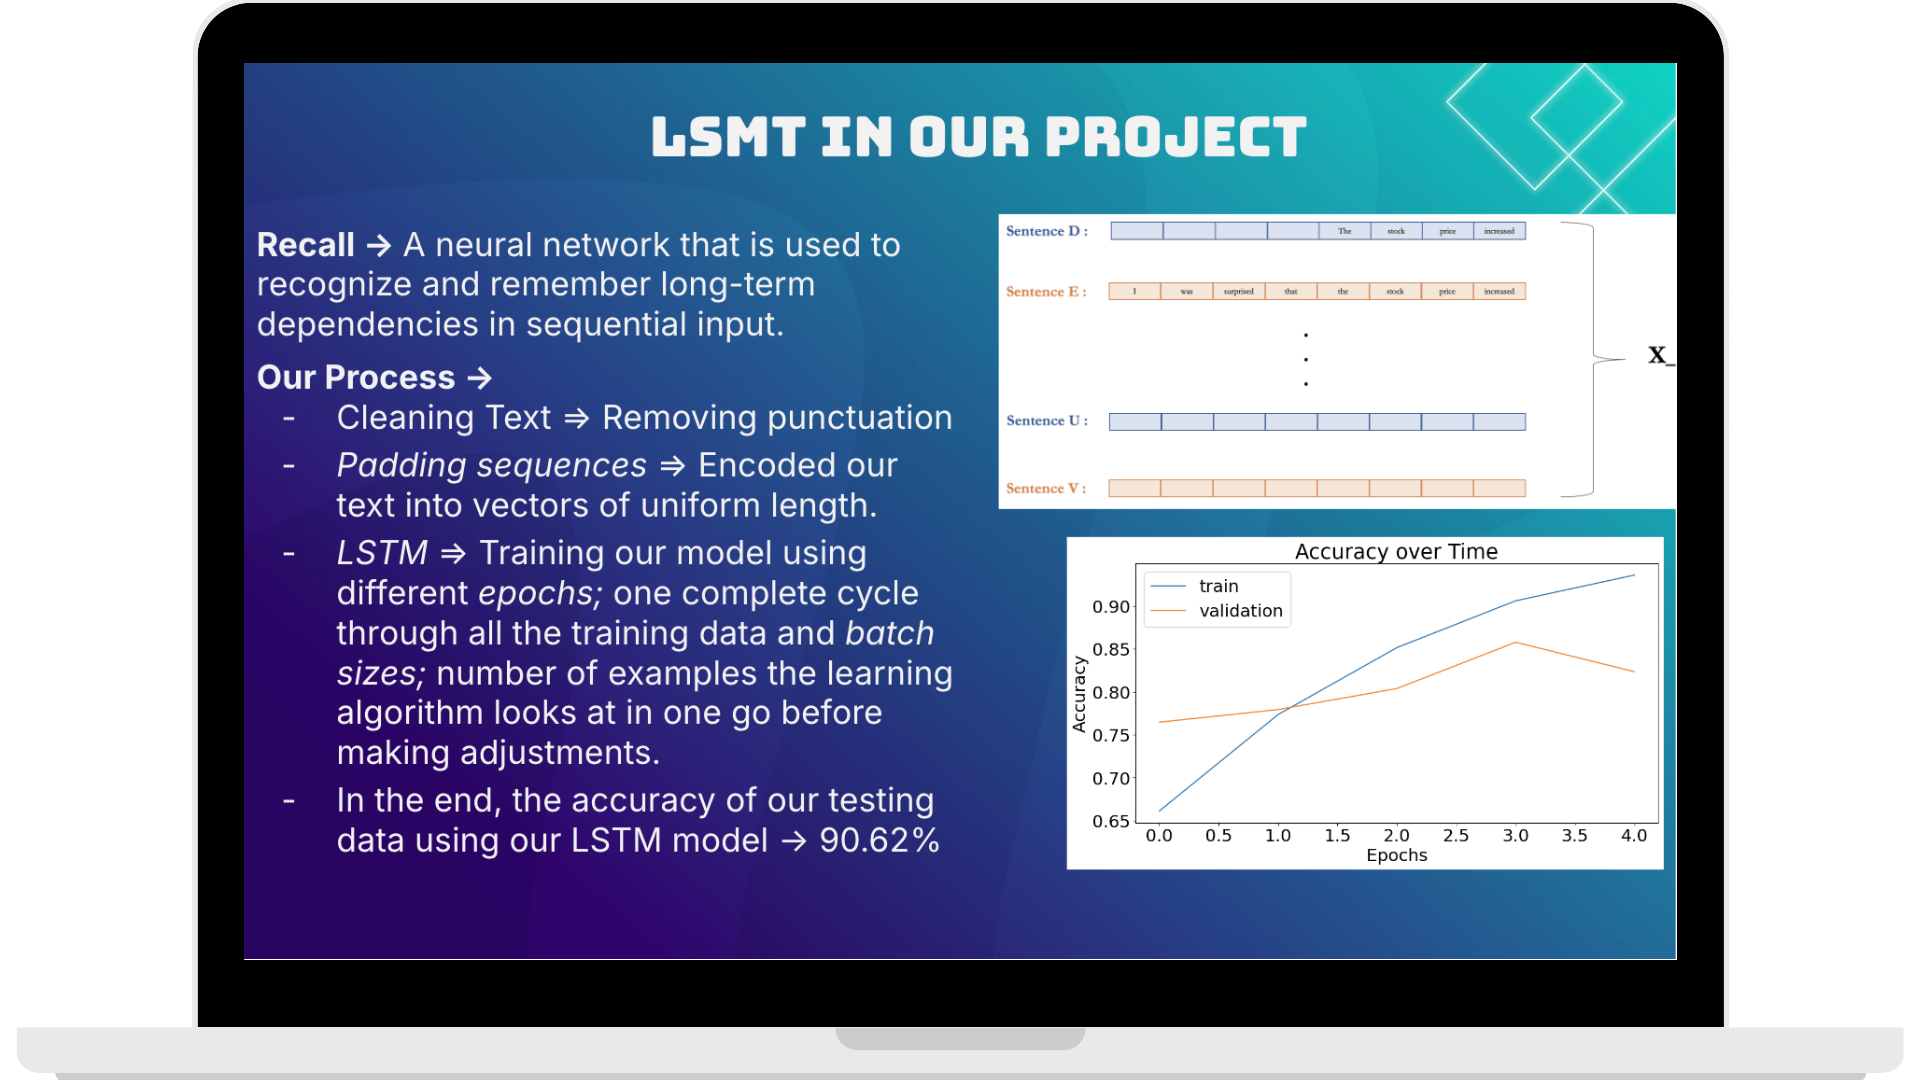 LSMT IN OUR PROJECT
Recall → A neural network that is used to
recognize and remember long-term
dependencies in sequential input.
Our Process →
- Cleaning Text ⇒ Removing punctuation
- Padding sequences ⇒ Encoded our
text into vectors of uniform length.
- LSTM ⇒ Training our model using
different epochs; one complete cycle
through all the training data and batch
sizes; number of examples the learning
algorithm looks at in one go before
making adjustments.
- In the end, the accuracy of our testing
data using our LSTM model → 90.62%
Sentence D : The stock price increased
Sentence E : I was surprised that the stock price increased
X_
Sentence U :
Sentence V :
Accuracy over Time
train
validation
0.90
0.85
0.80
0.75
0.70
0.65
Accuracy
0.0 0.5 1.0 1.5 2.0 2.5 3.0 3.5 4.0
Epochs